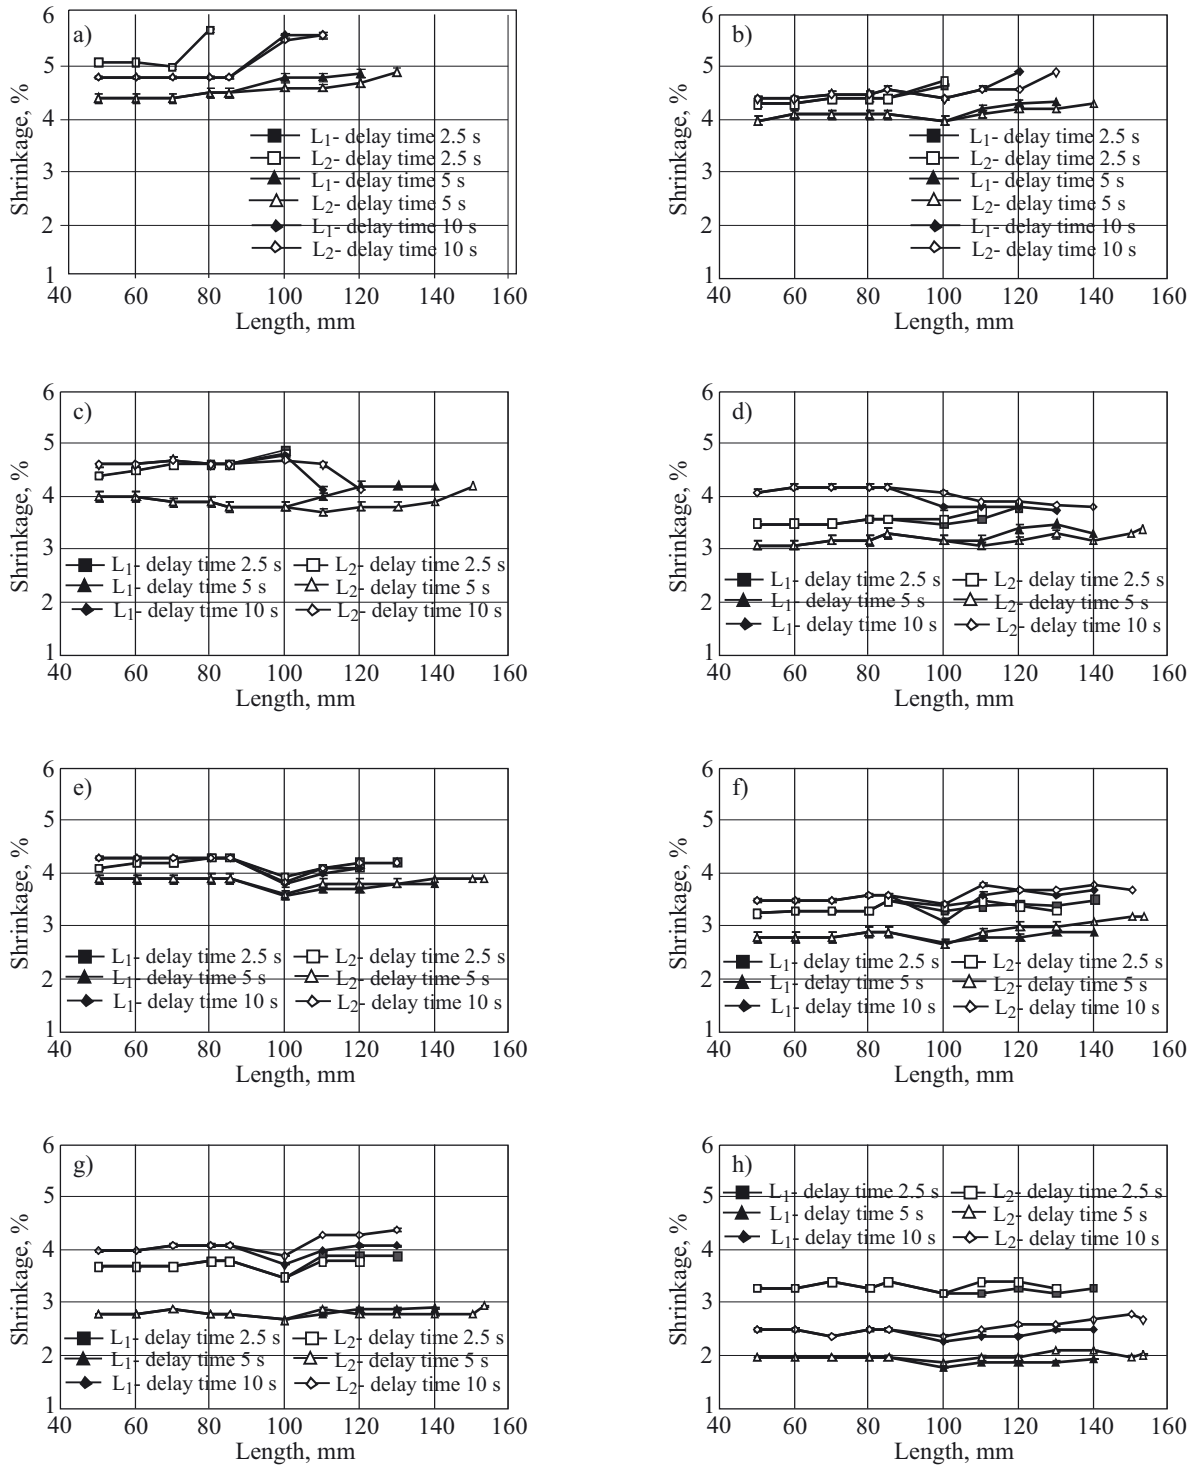 a)
6
5
4
3
2
1
Shrinkage, %
L1- delay time 2.5 s
L2- delay time 2.5 s
L1- delay time 5 s
L2- delay time 5 s
L1- delay time 10 s
L2- delay time 10 s
40 60 80 100 120 140 160
Length, mm
b)
6
5
4
3
2
1
Shrinkage, %
L1- delay time 2.5 s
L2- delay time 2.5 s
L1- delay time 5 s
L2- delay time 5 s
L1- delay time 10 s
L2- delay time 10 s
40 60 80 100 120 140 160
Length, mm
c)
6
5
4
3
2
1
Shrinkage, %
L1- delay time 2.5 s L2- delay time 2.5 s
L1- delay time 5 s L2- delay time 5 s
L1- delay time 10 s L2- delay time 10 s
40 60 80 100 120 140 160
Length, mm
d)
6
5
4
3
2
1
Shrinkage, %
L1- delay time 2.5 s L2- delay time 2.5 s
L1- delay time 5 s L2- delay time 5 s
L1- delay time 10 s L2- delay time 10 s
40 60 80 100 120 140 160
Length, mm
e)
6
5
4
3
2
1
Shrinkage, %
L1- delay time 2.5 s L2- delay time 2.5 s
L1- delay time 5 s L2- delay time 5 s
L1- delay time 10 s L2- delay time 10 s
40 60 80 100 120 140 160
Length, mm
f)
6
5
4
3
2
1
Shrinkage, %
L1- delay time 2.5 s L2- delay time 2.5 s
L1- delay time 5 s L2- delay time 5 s
L1- delay time 10 s L2- delay time 10 s
40 60 80 100 120 140 160
Length, mm
g)
6
5
4
3
2
1
Shrinkage, %
L1- delay time 2.5 s L2- delay time 2.5 s
L1- delay time 5 s L2- delay time 5 s
L1- delay time 10 s L2- delay time 10 s
40 60 80 100 120 140 160
Length, mm
h)
6
5
4
3
2
1
Shrinkage, %
L1- delay time 2.5 s L2- delay time 2.5 s
L1- delay time 5 s L2- delay time 5 s
L1- delay time 10 s L2- delay time 10 s
40 60 80 100 120 140 160
Length, mm